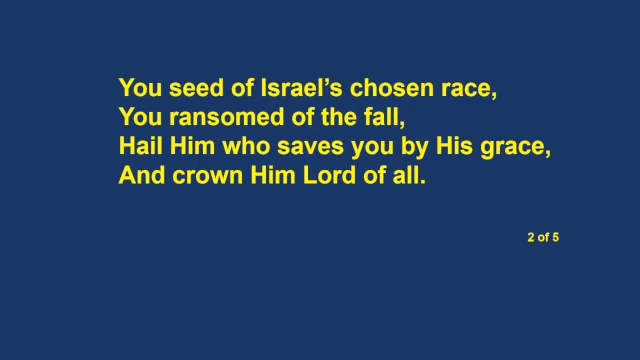 You seed of Israel’s chosen race,
You ransomed of the fall,
Hail Him who saves you by His grace,
And crown Him Lord of all.
2 of 5